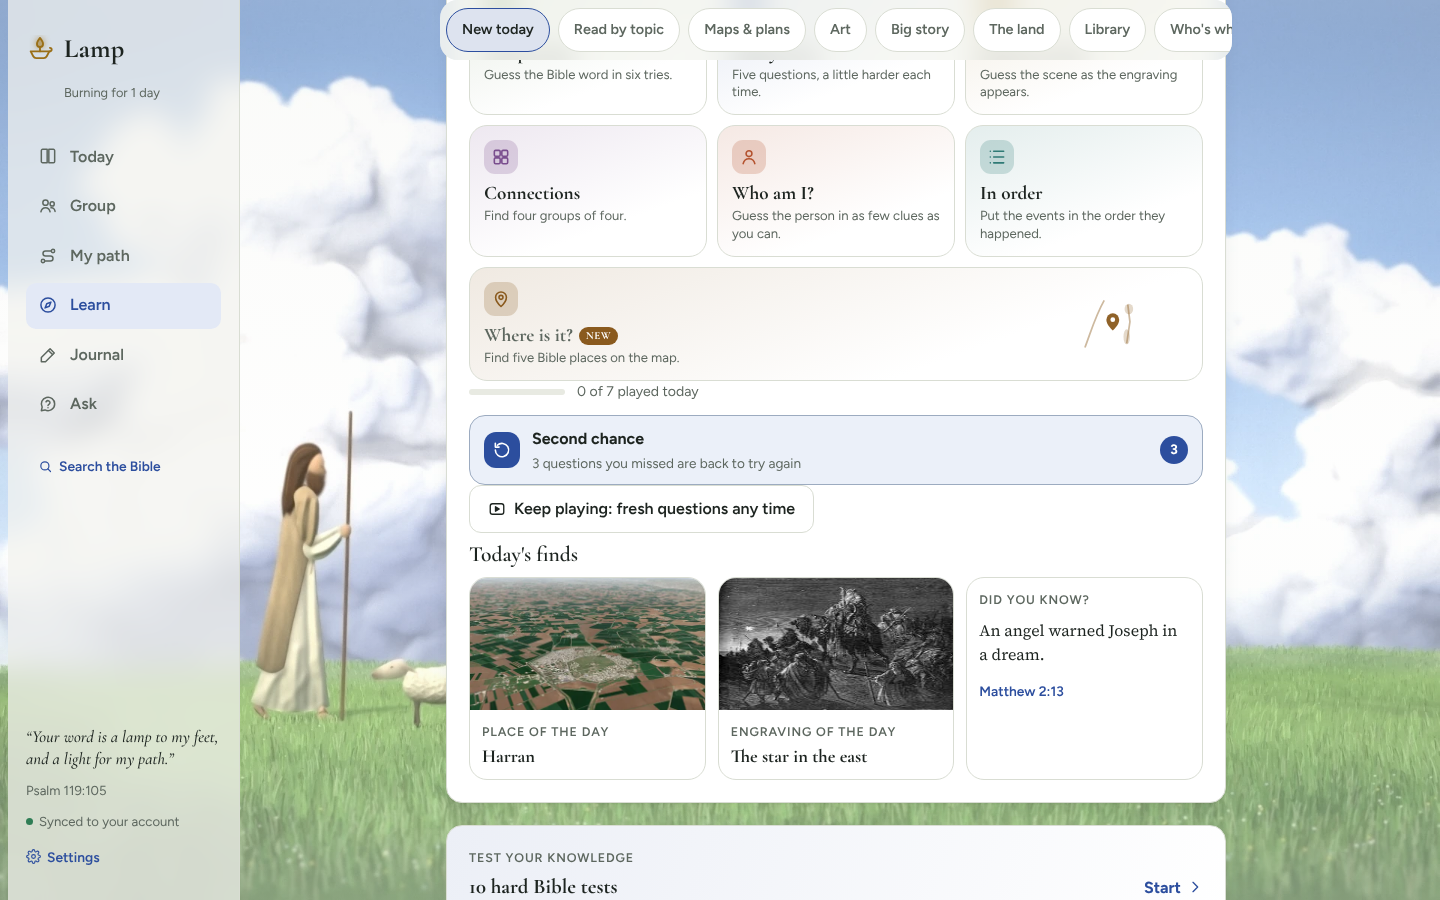 Lamp
Burning for 1 day
Today
Group
My path
Learn
Journal
Ask
Search the Bible
“Your word is a lamp to my feet,
and a light for my path.”
Psalm 119:105
Synced to your account
Settings
New today
Read by topic
Maps & plans
Art
Big story
The land
Library
Who's wh
Guess the Bible word in six tries.
Five questions, a little harder each
time.
Guess the scene as the engraving
appears.
Connections
Find four groups of four.
Who am I?
Guess the person in as few clues as
you can.
In order
Put the events in the order they
happened.
Where is it? NEW
Find five Bible places on the map.
0 of 7 played today
Second chance
3 questions you missed are back to try again
3
Keep playing: fresh questions any time
Today's finds
PLACE OF THE DAY
Harran
ENGRAVING OF THE DAY
The star in the east
DID YOU KNOW?
An angel warned Joseph in
a dream.
Matthew 2:13
TEST YOUR KNOWLEDGE
10 hard Bible tests
Start